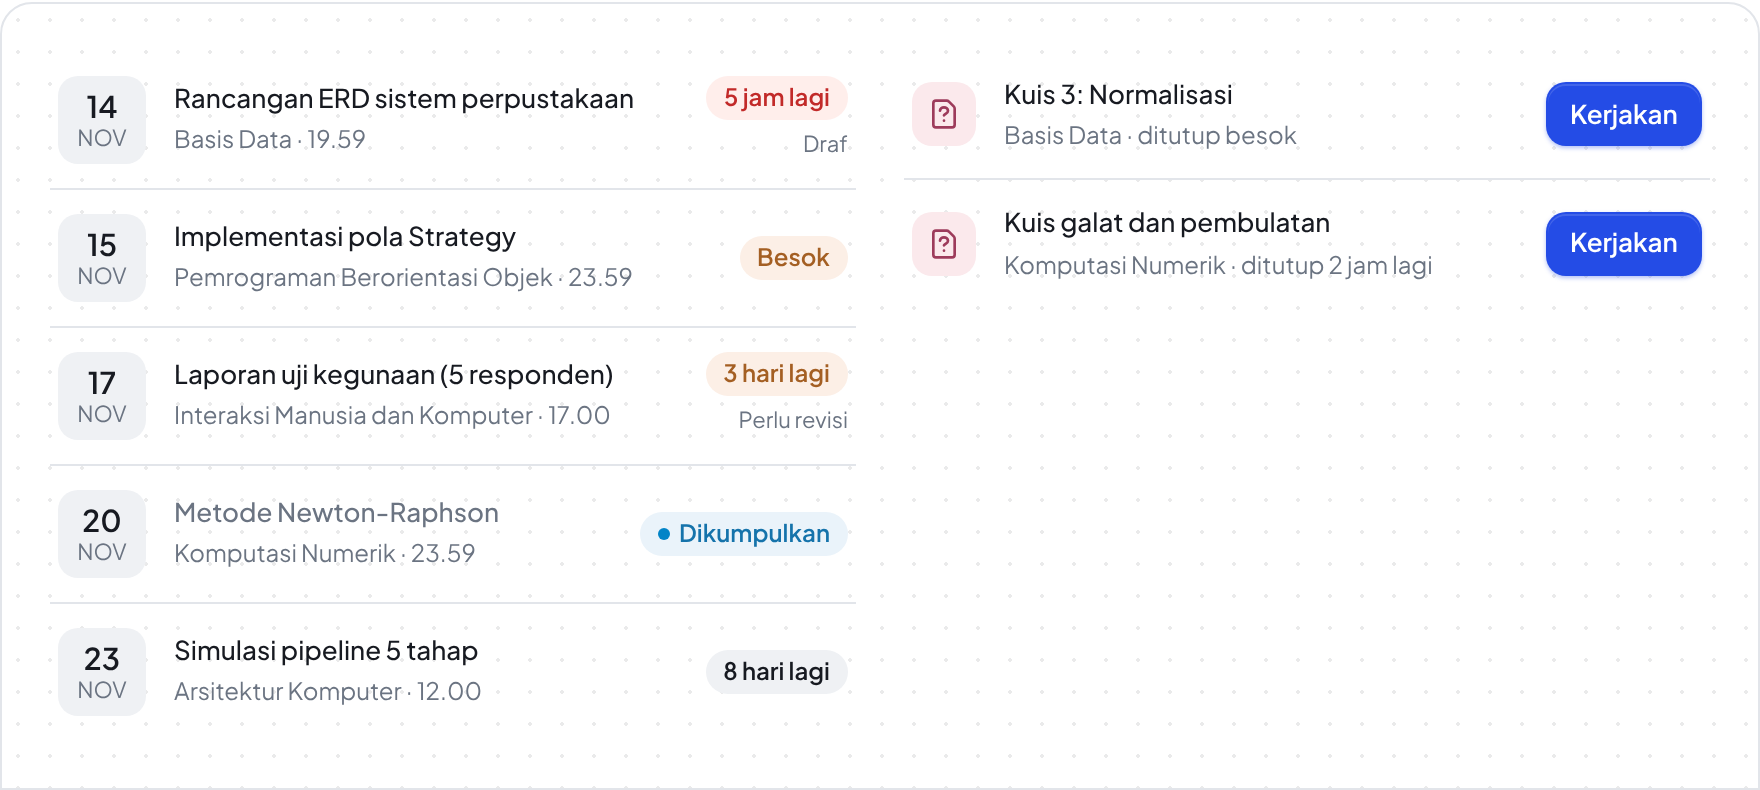 14
NOV
Rancangan ERD sistem perpustakaan
Basis Data · 19.59
5 jam lagi
Draf
15
NOV
Implementasi pola Strategy
Pemrograman Berorientasi Objek · 23.59
Besok
17
NOV
Laporan uji kegunaan (5 responden)
Interaksi Manusia dan Komputer · 17.00
3 hari lagi
Perlu revisi
20
NOV
Metode Newton-Raphson
Komputasi Numerik · 23.59
Dikumpulkan
23
NOV
Simulasi pipeline 5 tahap
Arsitektur Komputer · 12.00
8 hari lagi
Kuis 3: Normalisasi
Basis Data · ditutup besok
Kerjakan
Kuis galat dan pembulatan
Komputasi Numerik · ditutup 2 jam lagi
Kerjakan